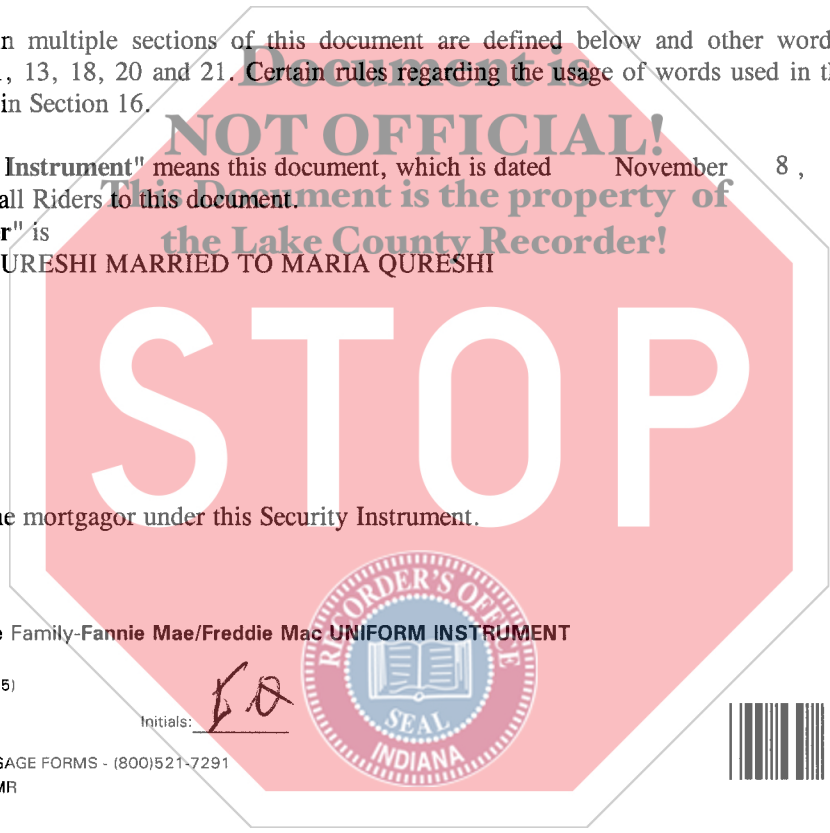 n multiple sections of this document are defined below and other word
, 13, 18, 20 and 21. Certain rules regarding the usage of words used in t
in Section 16.
Document is
NOT OFFICIAL!
This Document is the property of
the Lake County Recorder!
Instrument" means this document, which is dated November 8 ,
all Riders to this document.
r" is
URESHI MARRIED TO MARIA QURESHI
STOP
e mortgagor under this Security Instrument.
e Family-Fannie Mae/Freddie Mac UNIFORM INSTRUMENT
5)
Initials:
GAGE FORMS - (800)521-7291
MR
RECORDER'S OFFICE
SEAL
INDIANA